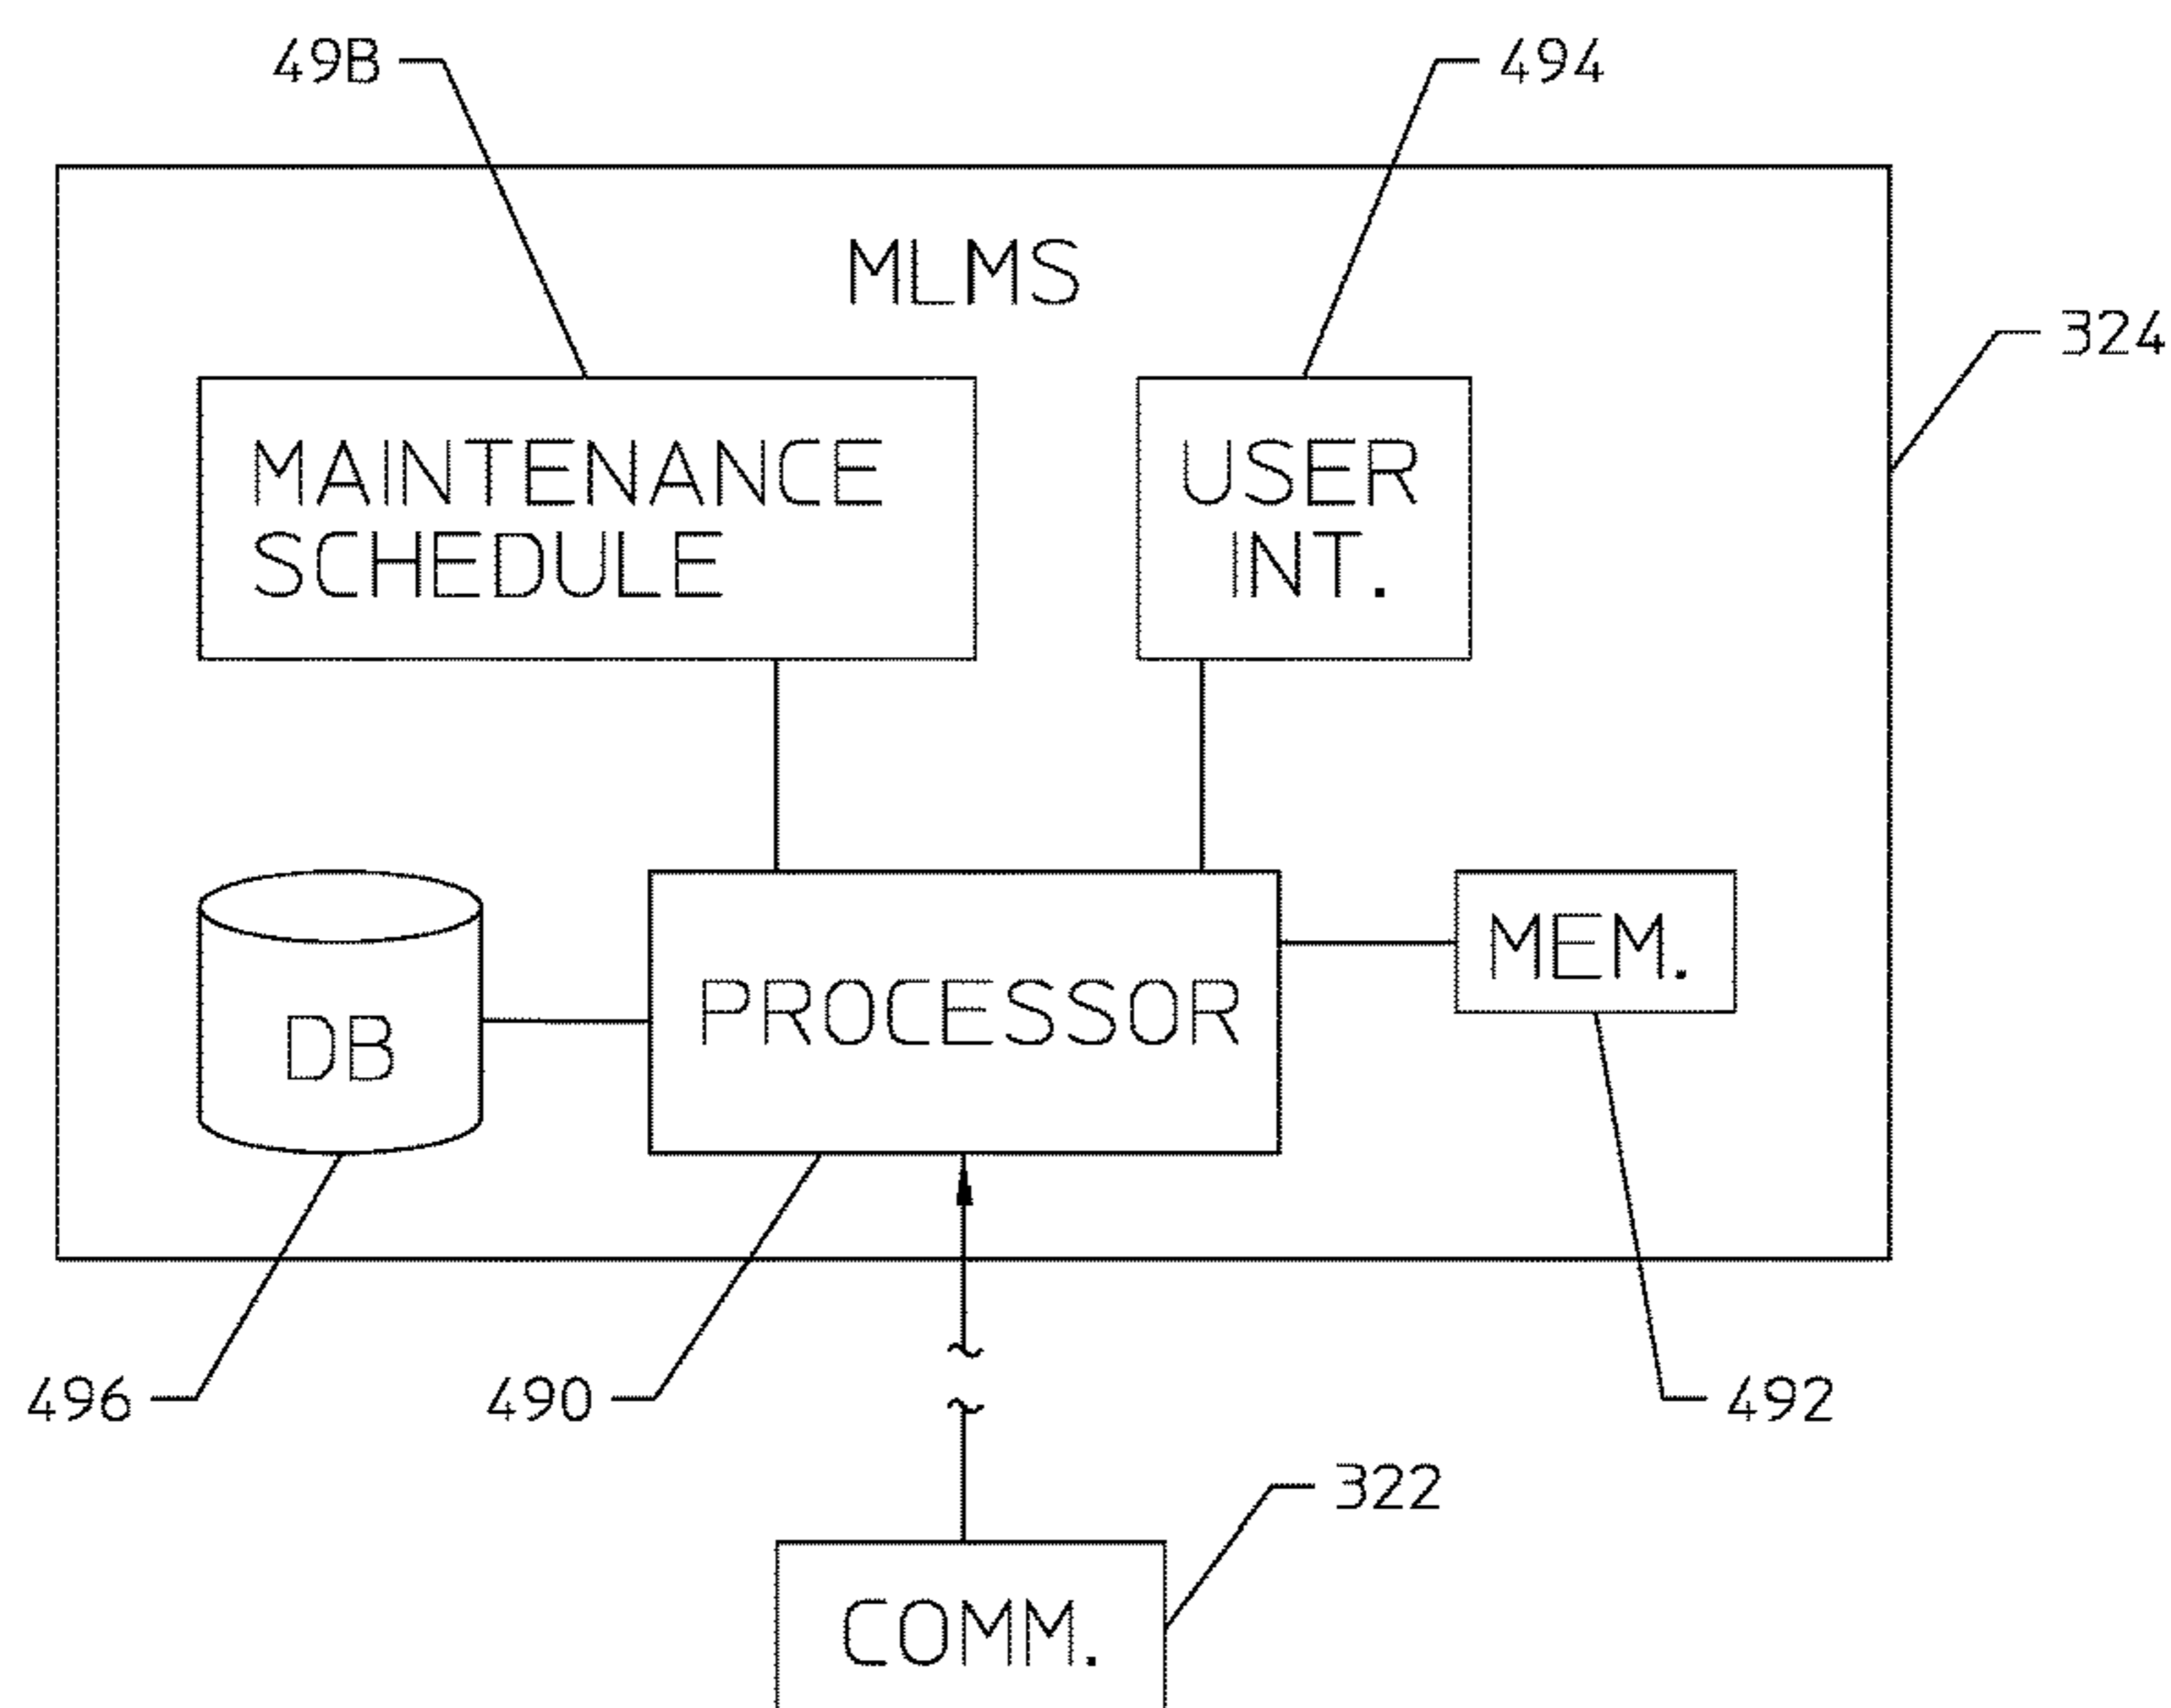 49B
494
MLMS
324
MAINTENANCE
SCHEDULE
USER
INT.
DB
PROCESSOR
MEM.
496
490
492
322
COMM.